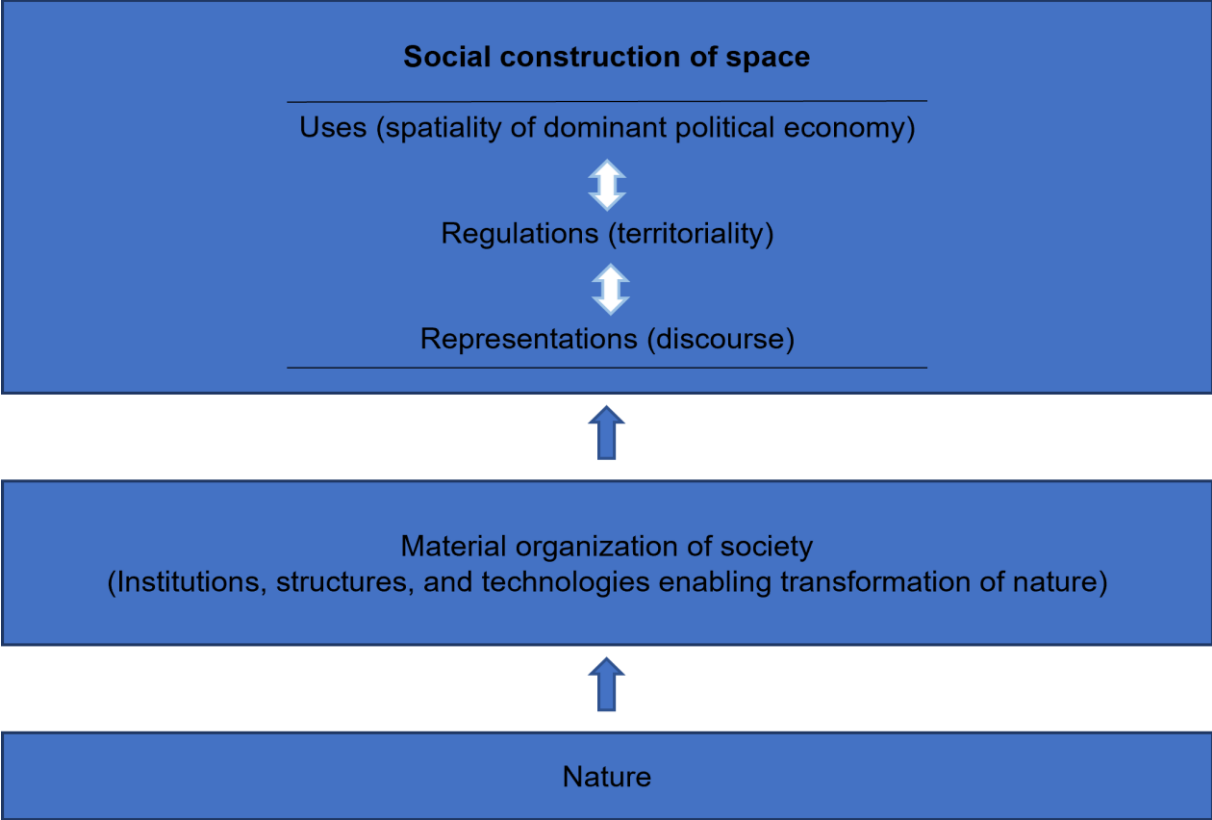 Social construction of space
Uses (spatiality of dominant political economy)
Regulations (territoriality)
Representations (discourse)
Material organization of society
(Institutions, structures, and technologies enabling transformation of nature)
Nature